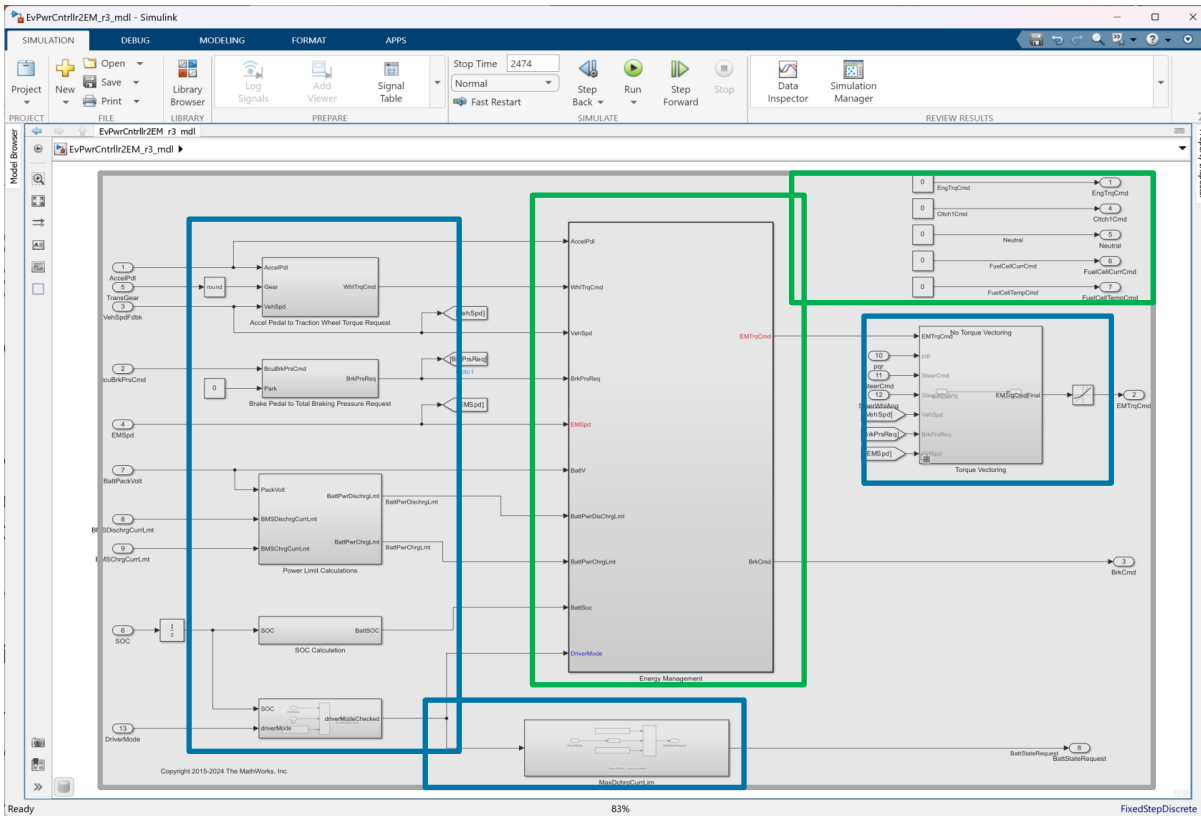 EvPwrCntrllr2EM_r3_mdl - Simulink
SIMULATION DEBUG MODELING FORMAT APPS
Project
New
Open
Save
Print
Library Browser
Log Signals
Add Viewer
Signal Table
Stop Time 2474
Normal
Fast Restart
Step Back
Run
Step Forward
Stop
Data Inspector
Simulation Manager
PROJECT FILE LIBRARY PREPARE SIMULATE REVIEW RESULTS
Model Browser
EvPwrCntrllr2EM_r3_mdl
EvPwrCntrllr2EM_r3_mdl
1
AccelPdl
5
TransGear
3
VehSpdFdbk
2
4
EMSpd
7
BattPackVolt
8
9
6
SOC
13
DriverMode
round
AccelPdl
Gear
VehSpd
WhlTrqCmd
Accel Pedal to Traction Wheel Torque Request
0
BcuBrkPrsCmd
Park
BrkPrsReq
Brake Pedal to Total Braking Pressure Request
PackVolt
BMSDischrgCurrLmt
BMSChrgCurrLmt
BattPwrDischrgLmt
BattPwrChrgLmt
Power Limit Calculations
BattPwrDischrgLmt
BattPwrChrgLmt
1
z
SOC
BattSOC
SOC Calculation
SOC
driverMode
driverModeChecked
Copyright 2015-2024 The MathWorks, Inc.
AccelPdl
WhlTrqCmd
VehSpd
BrkPrsReq
EMSpd
BattV
BattPwrDisChrgLmt
BattPwrChrgLmt
BattSoc
DriverMode
EMTrqCmd
BrkCmd
Energy Management
MaxDchrgCurrLim
0 EngTrqCmd 1
EngTrqCmd
0 Cltch1Cmd 4
Cltch1Cmd
0 Neutral 5
Neutral
0 FuelCellCurrCmd 6
FuelCellCurrCmd
0 FuelCellTempCmd 7
FuelCellTempCmd
No Torque Vectoring
EMTrqCmd
10
pqr
pqr
11
SteerCmd
12
VehSpd
BrkPrsReq
EMTrqCmdFinal
Torque Vectoring
2
EMTrqCmd
3
BrkCmd
BattStateRequest
8
BattStateRequest
Ready 83% FixedStepDiscrete